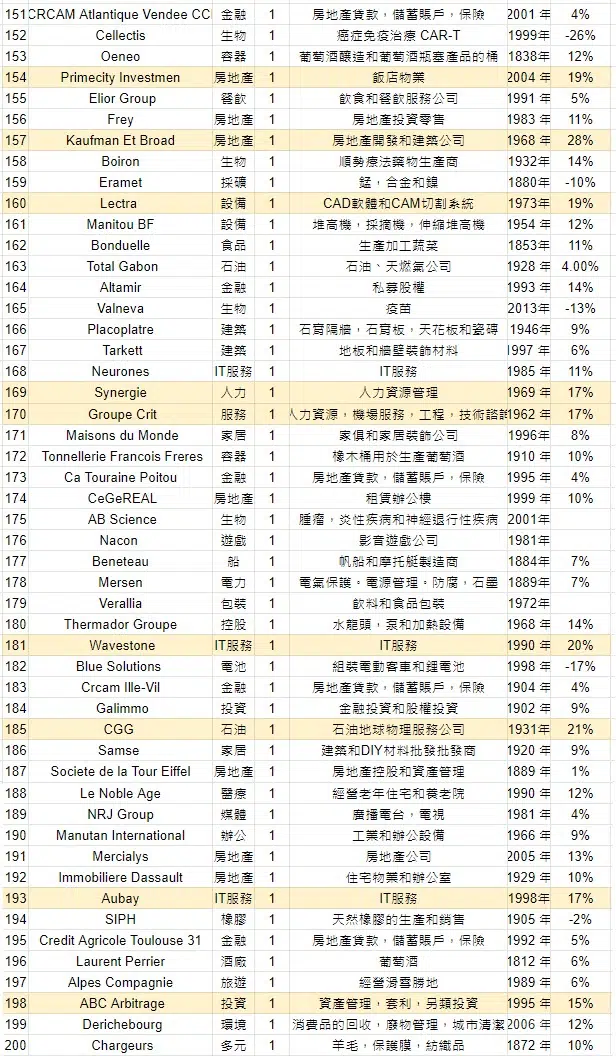 151 CRCAM Atlantique Vendee CC 金融 1 房地產貸款，儲蓄賬戶，保險 2001 年 4%
152 Cellectis 生物 1 癌症免疫治療 CAR-T 1999年 -26%
153 Oeneo 容器 1 葡萄酒釀造和葡萄酒瓶塞產品的桶 1838年 12%
154 Primecity Investmen 房地產 1 飯店物業 2004 年 19%
155 Elior Group 餐飲 1 飲食和餐飲服務公司 1991 年 5%
156 Frey 房地產 1 房地產投資零售 1983 年 11%
157 Kaufman Et Broad 房地產 1 房地產開發和建築公司 1968 年 28%
158 Boiron 生物 1 順勢療法藥物生產商 1932年 14%
159 Eramet 採礦 1 錳，合金和鎳 1880年 -10%
160 Lectra 設備 1 CAD軟體和CAM切割系統 1973年 19%
161 Manitou BF 設備 1 堆高機，採摘機，伸縮堆高機 1954 年 12%
162 Bonduelle 食品 1 生產加工蔬菜 1853年 11%
163 Total Gabon 石油 1 石油、天燃氣公司 1928 年 4.00%
164 Altamir 金融 1 私募股權 1993 年 14%
165 Valneva 生物 1 疫苗 2013年 -13%
166 Placoplatre 建築 1 石膏隔牆，石膏板，天花板和瓷磚 1946年 9%
167 Tarkett 建築 1 地板和牆壁裝飾材料 1997 年 6%
168 Neurones IT服務 1 IT服務 1985 年 11%
169 Synergie 人力 1 人力資源管理 1969 年 17%
170 Groupe Crit 服務 1 人力資源，機場服務，工程，技術諮詢 1962 年 17%
171 Maisons du Monde 家居 1 家俱和家居裝飾公司 1996年 8%
172 Tonnellerie Francois Freres 容器 1 橡木桶用於生產葡萄酒 1910 年 10%
173 Ca Touraine Poitou 金融 1 房地產貸款，儲蓄賬戶，保險 1995 年 4%
174 CeGeREAL 房地產 1 租賃辦公樓 1999 年 10%
175 AB Science 生物 1 腫瘤，炎性疾病和神經退行性疾病 2001年
176 Nacon 遊戲 1 影音遊戲公司 1981年
177 Beneteau 船 1 帆船和摩托艇製造商 1884年 7%
178 Mersen 電力 1 電氣保護。電源管理。防腐，石墨 1889年 7%
179 Verallia 包裝 1 飲料和食品包裝 1972年
180 Thermador Groupe 控股 1 水龍頭，泵和加熱設備 1968 年 14%
181 Wavestone IT服務 1 IT服務 1990 年 20%
182 Blue Solutions 電池 1 組裝電動客車和鋰電池 1998 年 -17%
183 Crcam Ille-Vil 金融 1 房地產貸款，儲蓄賬戶，保險 1904 年 4%
184 Galimmo 投資 1 金融投資和股權投資 1902 年 9%
185 CGG 石油 1 石油地球物理服務公司 1931年 21%
186 Samse 家居 1 建築和DIY材料批發批發商 1920 年 9%
187 Societe de la Tour Eiffel 房地產 1 房地產控股和資產管理 1889 年 1%
188 Le Noble Age 醫療 1 經營老年住宅和養老院 1990 年 12%
189 NRJ Group 媒體 1 廣播電台，電視 1981 年 4%
190 Manutan International 辦公 1 工業和辦公設備 1966 年 9%
191 Mercialys 房地產 1 房地產公司 2005 年 13%
192 Immobiliere Dassault 房地產 1 住宅物業和辦公室 1929 年 10%
193 Aubay IT服務 1 IT服務 1998年 17%
194 SIPH 橡膠 1 天然橡膠的生產和銷售 1905 年 -2%
195 Credit Agricole Toulouse 31 金融 1 房地產貸款，儲蓄賬戶，保險 1992 年 5%
196 Laurent Perrier 酒廠 1 葡萄酒 1812 年 6%
197 Alpes Compagnie 旅遊 1 經營滑雪勝地 1989 年 6%
198 ABC Arbitrage 投資 1 資產管理，套利，另類投資 1995 年 15%
199 Derichebourg 環境 1 消費品的回收，廢物管理，城市清潔 2006 年 12%
200 Chargeurs 多元 1 羊毛，保護膜，紡織品 1872 年 10%